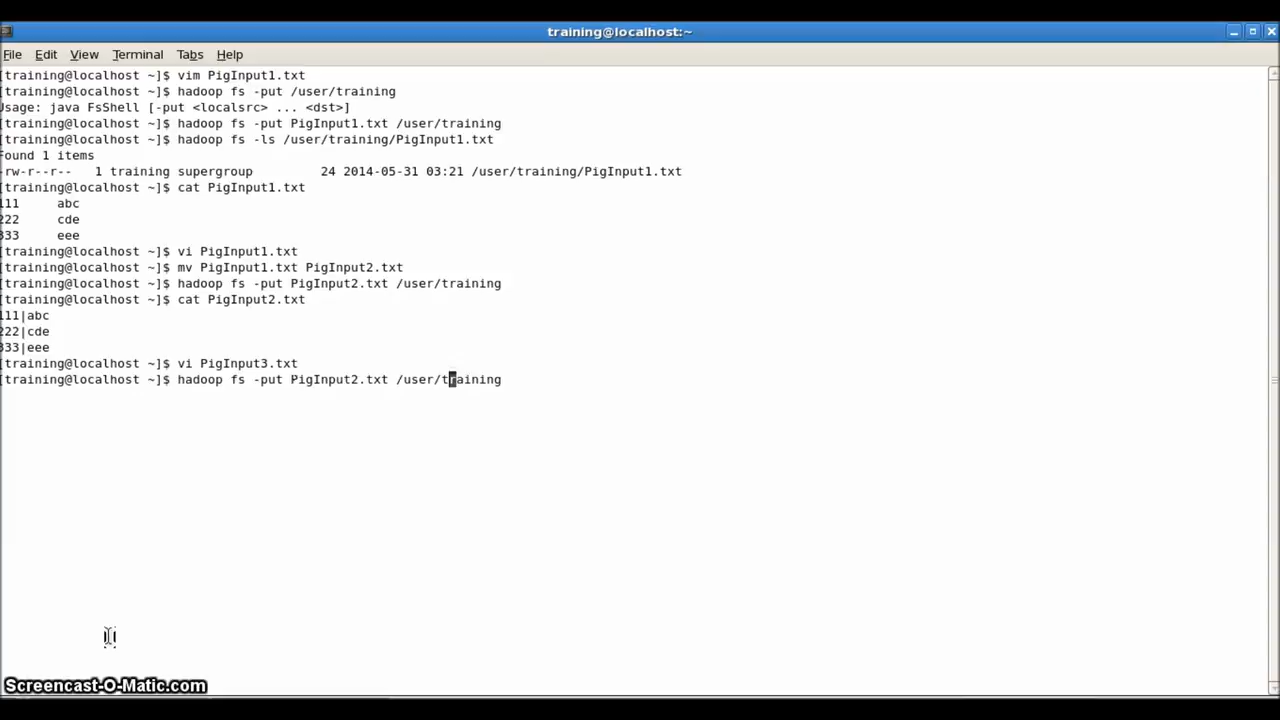 training@localhost:~
File Edit View Terminal Tabs Help
[training@localhost ~]$ vim PigInput1.txt
[training@localhost ~]$ hadoop fs -put /user/training
Usage: java FsShell [-put <localsrc> ... <dst>]
[training@localhost ~]$ hadoop fs -put PigInput1.txt /user/training
[training@localhost ~]$ hadoop fs -ls /user/training/PigInput1.txt
Found 1 items
-rw-r--r--   1 training supergroup         24 2014-05-31 03:21 /user/training/PigInput1.txt
[training@localhost ~]$ cat PigInput1.txt
111     abc
222     cde
333     eee
[training@localhost ~]$ vi PigInput1.txt
[training@localhost ~]$ mv PigInput1.txt PigInput2.txt
[training@localhost ~]$ hadoop fs -put PigInput2.txt /user/training
[training@localhost ~]$ cat PigInput2.txt
111|abc
222|cde
333|eee
[training@localhost ~]$ vi PigInput3.txt
[training@localhost ~]$ hadoop fs -put PigInput2.txt /user/training
Screencast-O-Matic.com